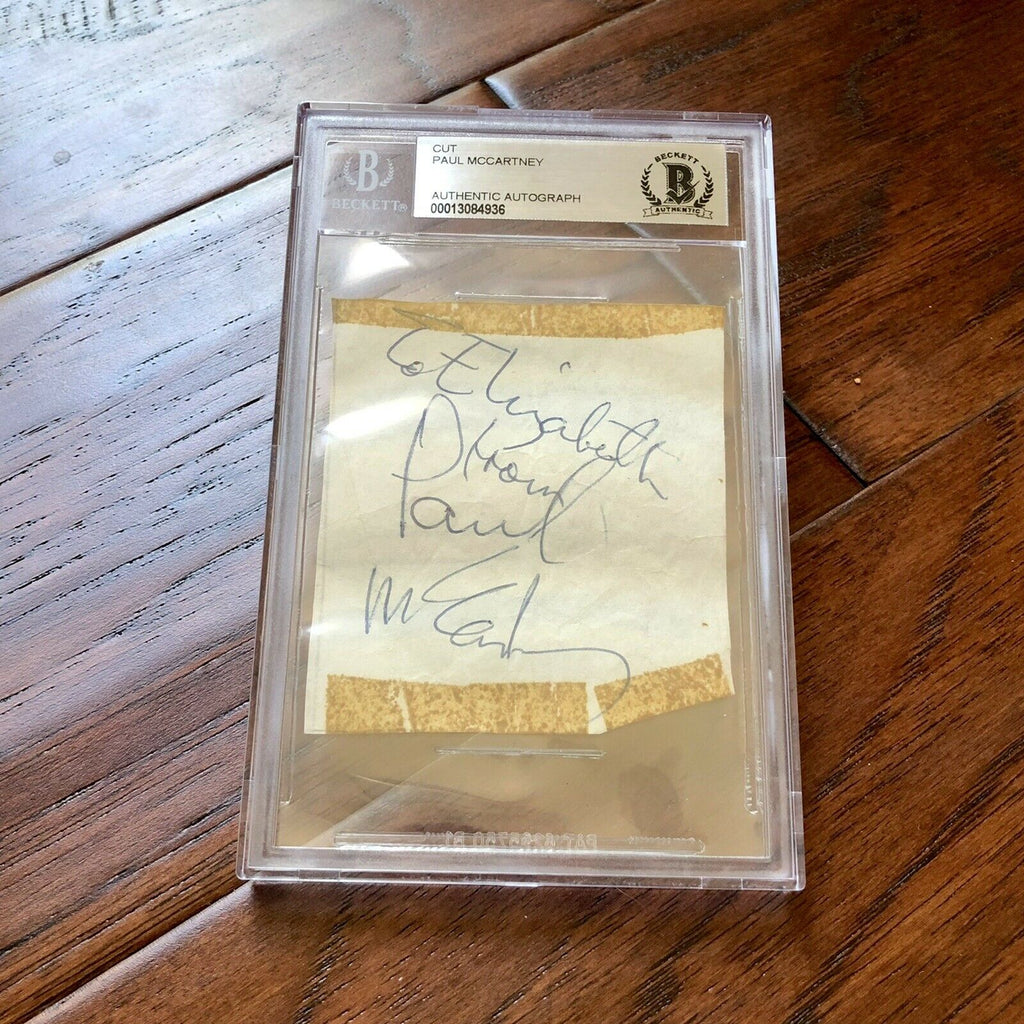 CUT
PAUL MCCARTNEY
AUTHENTIC AUTOGRAPH
00013084936
B
BECKETT®
BECKETT
B
AUTHENTIC
to Elizabeth
from
Paul
McCartney